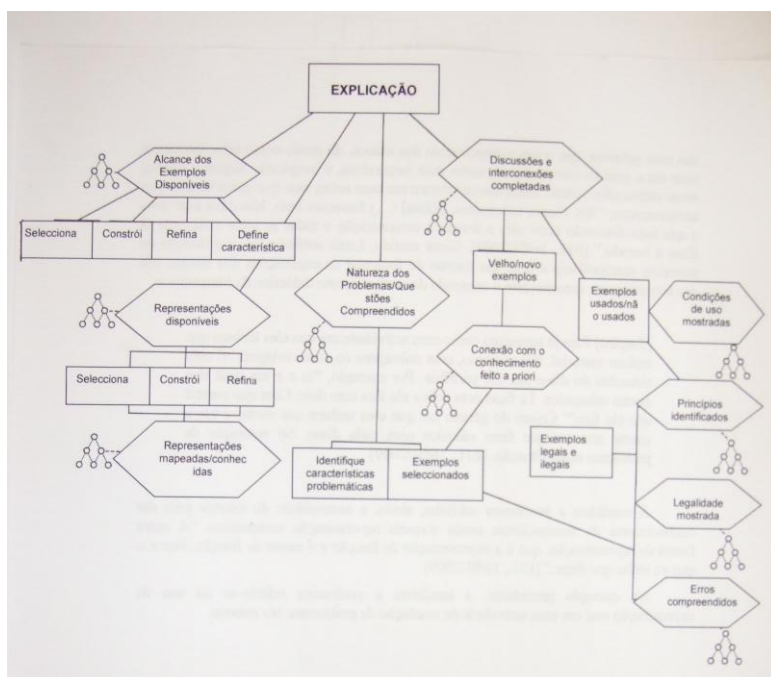 EXPLICAÇÃO
Alcance dos
Exemplos
Disponíveis
Discussões e
interconexões
completadas
Selecciona
Constrói
Refina
Define
característica
Natureza dos
Problemas/Que
stões
Compreendidos
Velho/novo
exemplos
Exemplos
usados/nã
o usados
Condições
de uso
mostradas
Representações
disponíveis
Conexão com o
conhecimento
feito a priori
Selecciona
Constrói
Refina
Princípios
identificados
Representações
mapeadas/conhec
idas
Identifique
características
problemáticas
Exemplos
seleccionados
Exemplos
legais e
ilegais
Legalidade
mostrada
Erros
compreendidos